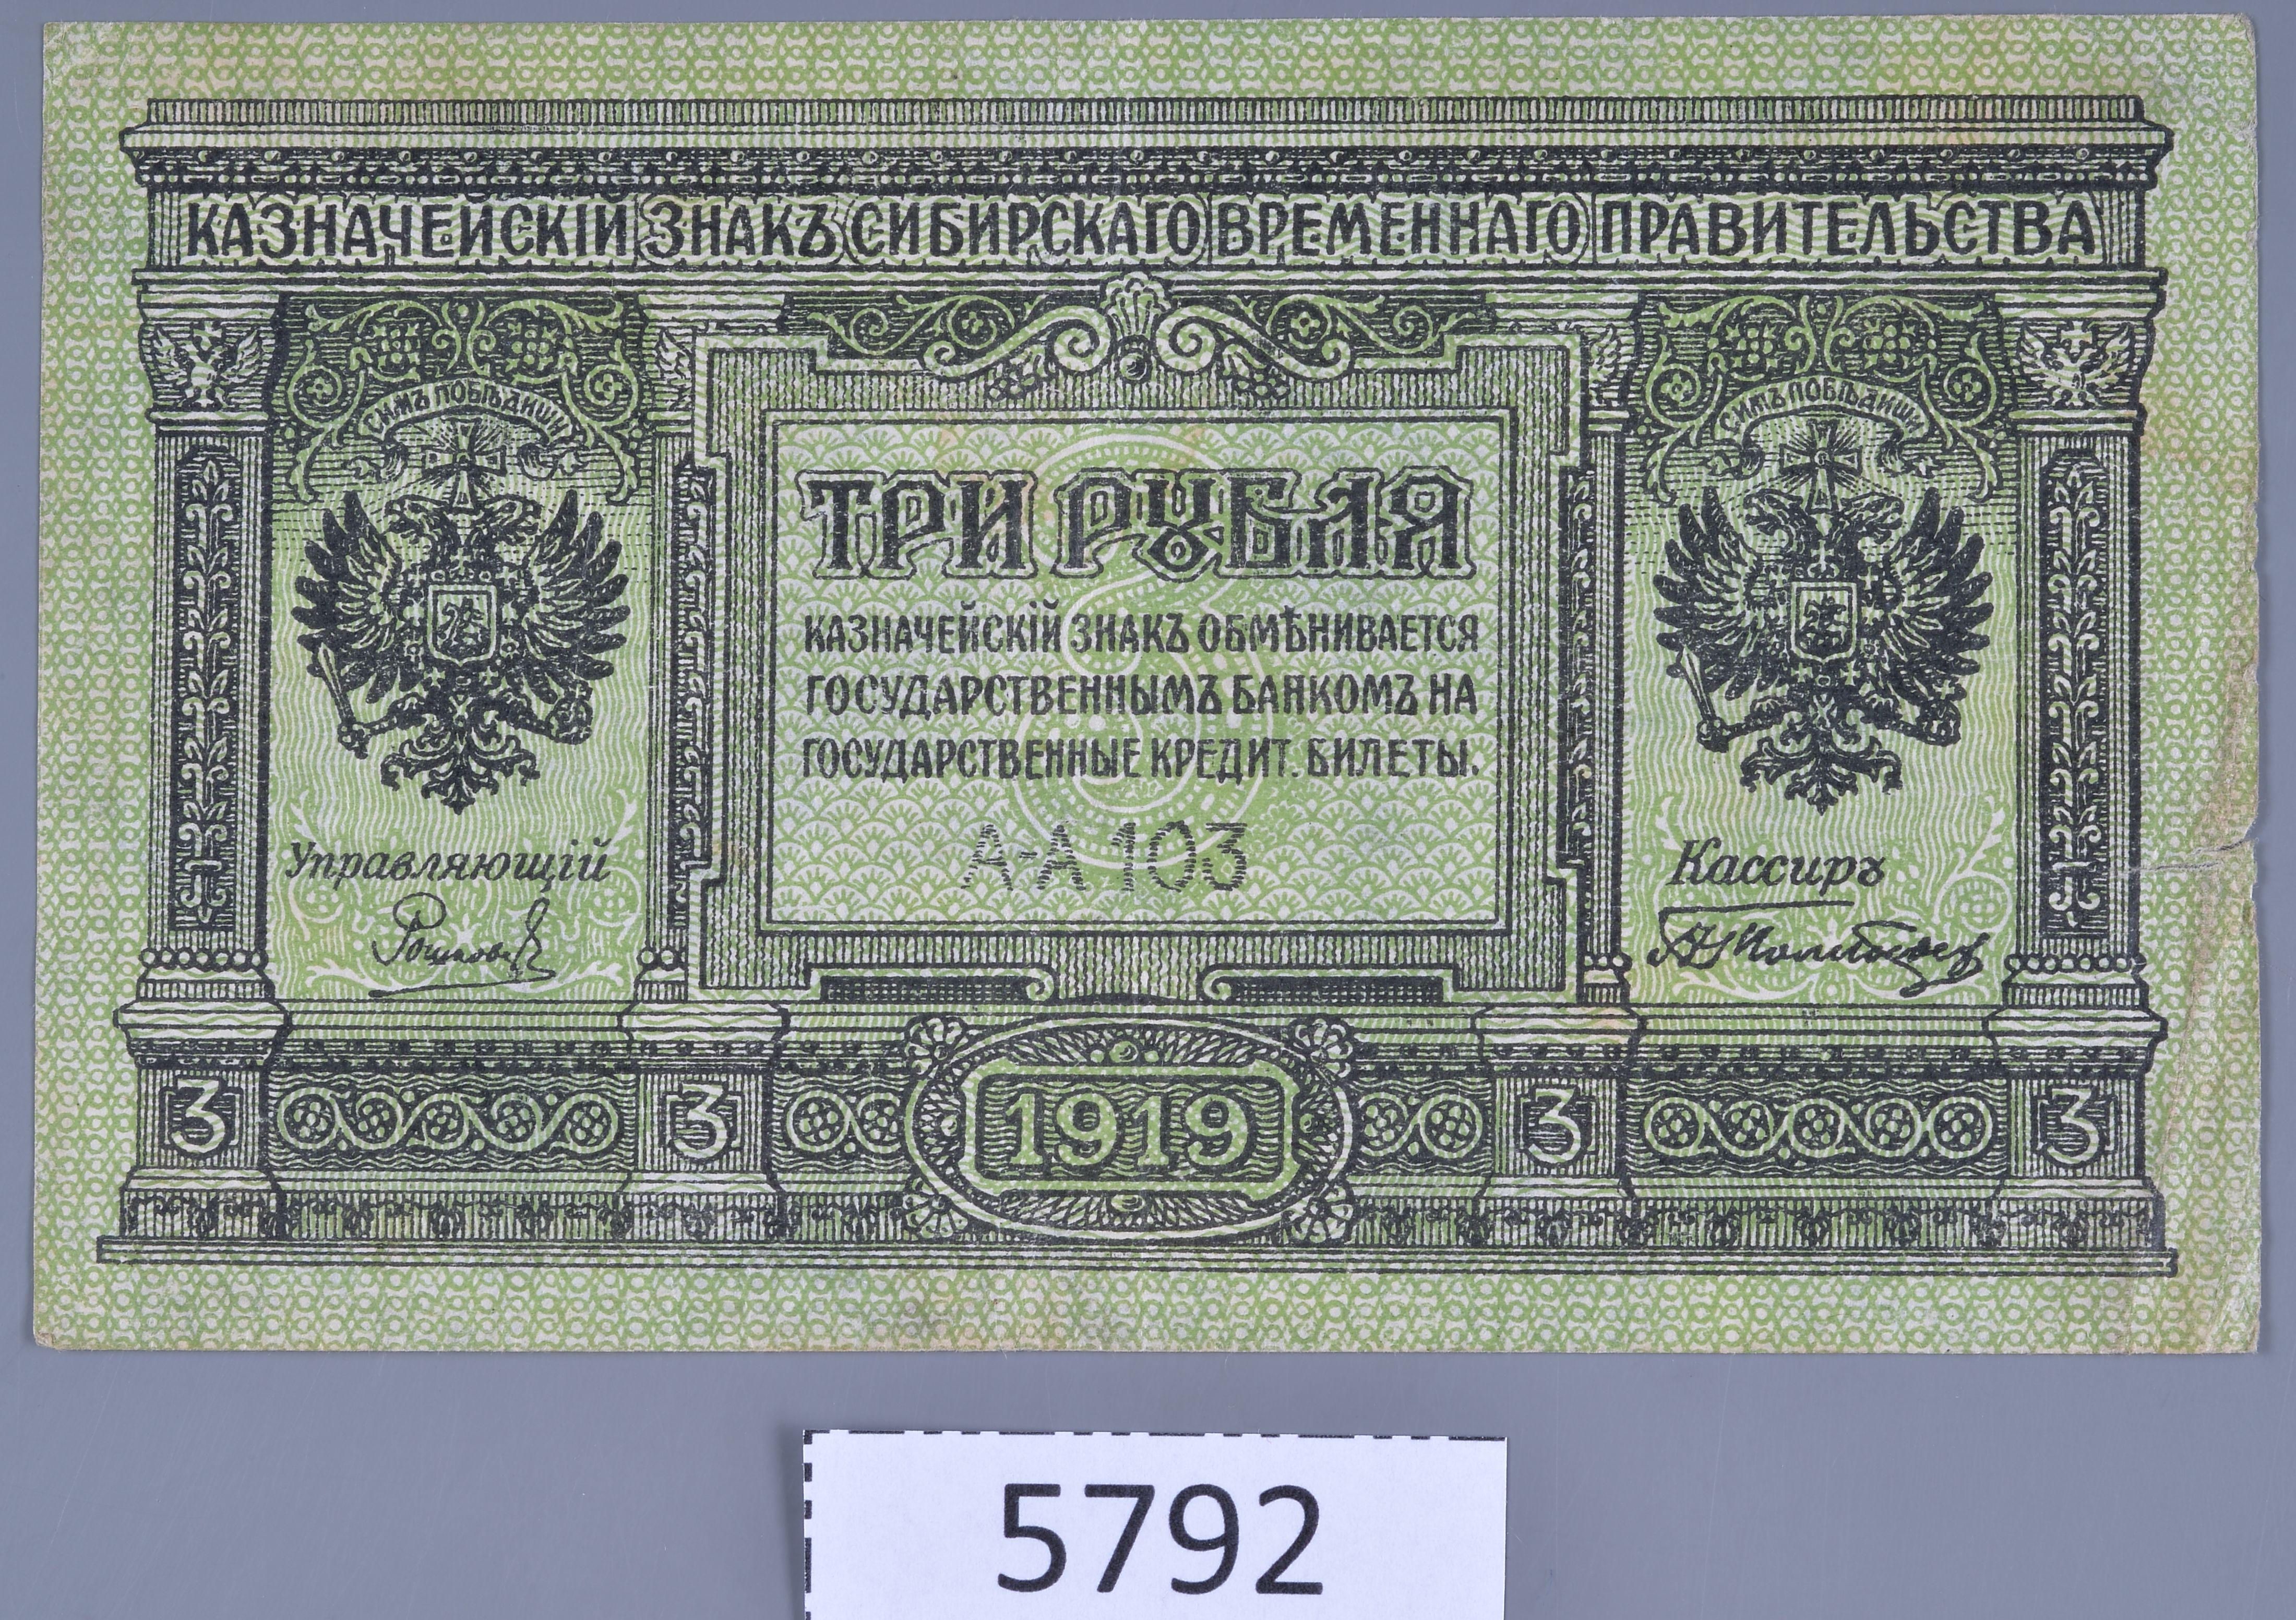 КАЗНАЧЕЙСКІЙ ЗНАКЪ СИБИРСКАГО ВРЕМЕННАГО ПРАВИТЕЛЬСТВА
СИМЪ ПОБѢДИШИ
СИМЪ ПОБѢДИШИ
ТРИ РУБЛЯ
КАЗНАЧЕЙСКІЙ ЗНАКЪ ОБМѢНИВАЕТСЯ
ГОСУДАРСТВЕННЫМЪ БАНКОМЪ НА
ГОСУДАРСТВЕННЫЕ КРЕДИТ. БИЛЕТЫ.
3
А-А 103
Управляющій
Кассиръ
3 3 1919 3 3
5792